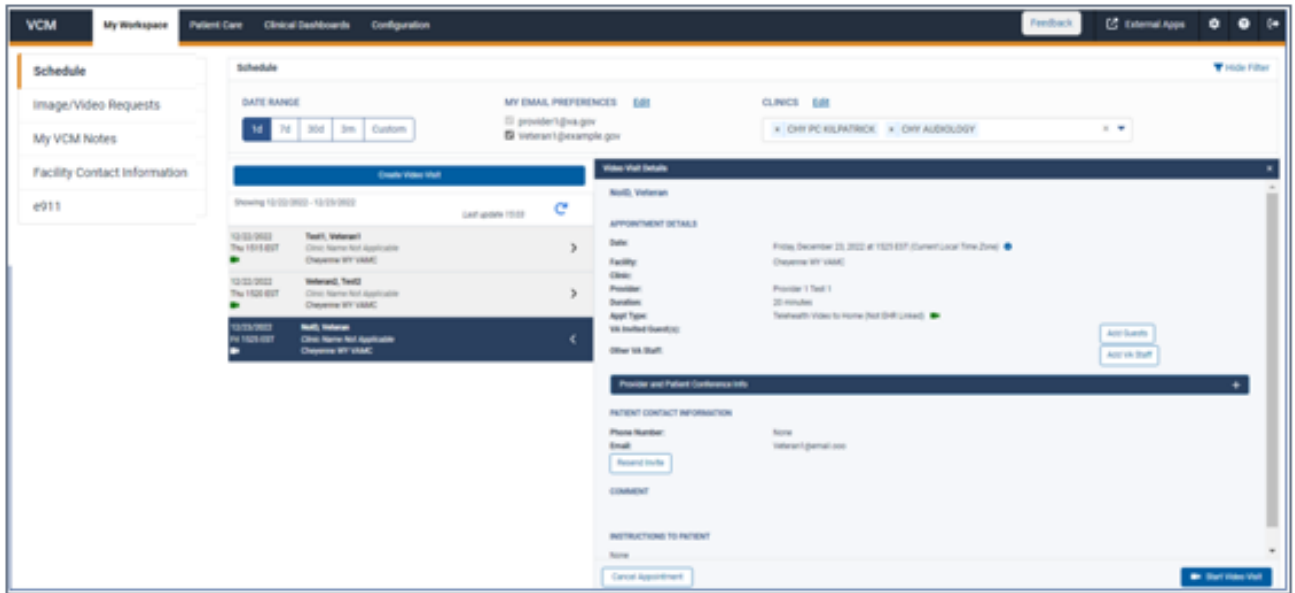 VCM My Workspace Patient Care Clinical Dashboards Configuration Feedback External Apps
Schedule
Image/Video Requests
My VCM Notes
Facility Contact Information
e911
Schedule Hide Filter
DATE RANGE
1d 7d 30d 3m Custom
MY EMAIL PREFERENCES Edit
provider1@va.gov
Veteran1@example.gov
CLINICS Edit
× CHY PC KILPATRICK × CHY AUDIOLOGY ×
Create Video Visit
Showing 12/22/2022 - 12/23/2022
Last update 15:03
12/22/2022 Test1, Veteran1
Thu 1515 EST Clinic Name Not Applicable
Cheyenne WY VAMC
12/22/2022 Veteran2, Test2
Thu 1520 EST Clinic Name Not Applicable
Cheyenne WY VAMC
12/23/2022 NoID, Veteran
Fri 1525 EST Clinic Name Not Applicable
Cheyenne WY VAMC
Video Visit Details ×
NoID, Veteran
APPOINTMENT DETAILS
Date: Friday, December 23, 2022 at 1525 EST (Current Local Time Zone)
Facility: Cheyenne WY VAMC
Clinic:
Provider: Provider 1 Test 1
Duration: 20 minutes
Appt Type: Telehealth Video to Home (Not EHR Linked)
VA Invited Guest(s): Add Guests
Other VA Staff: Add VA Staff
Provider and Patient Conference Info +
PATIENT CONTACT INFORMATION
Phone Number: None
Email: Veteran1@email.ooo
Resend Invite
COMMENT
INSTRUCTIONS TO PATIENT
None
Cancel Appointment Start Video Visit